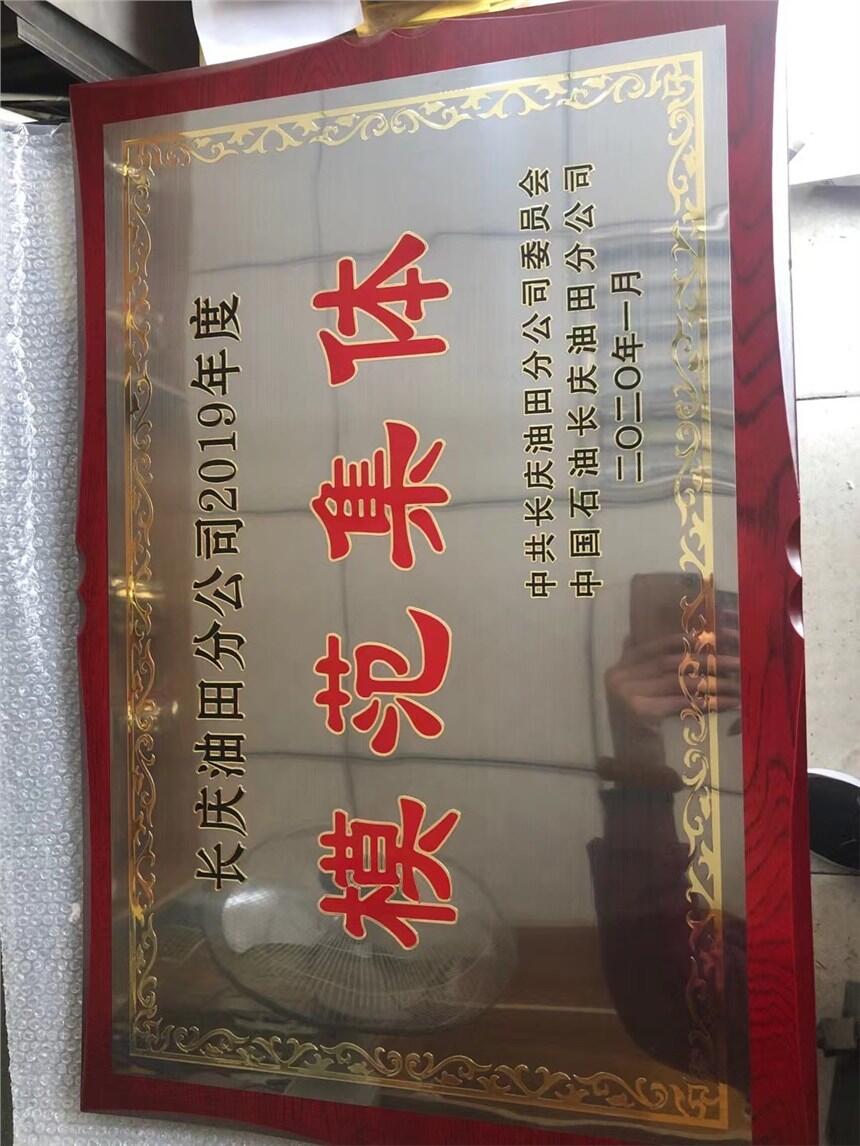 长庆油田分公司2019年度
模范集体
中共长庆油田分公司委员会
中国石油长庆油田分公司
二〇二〇年一月